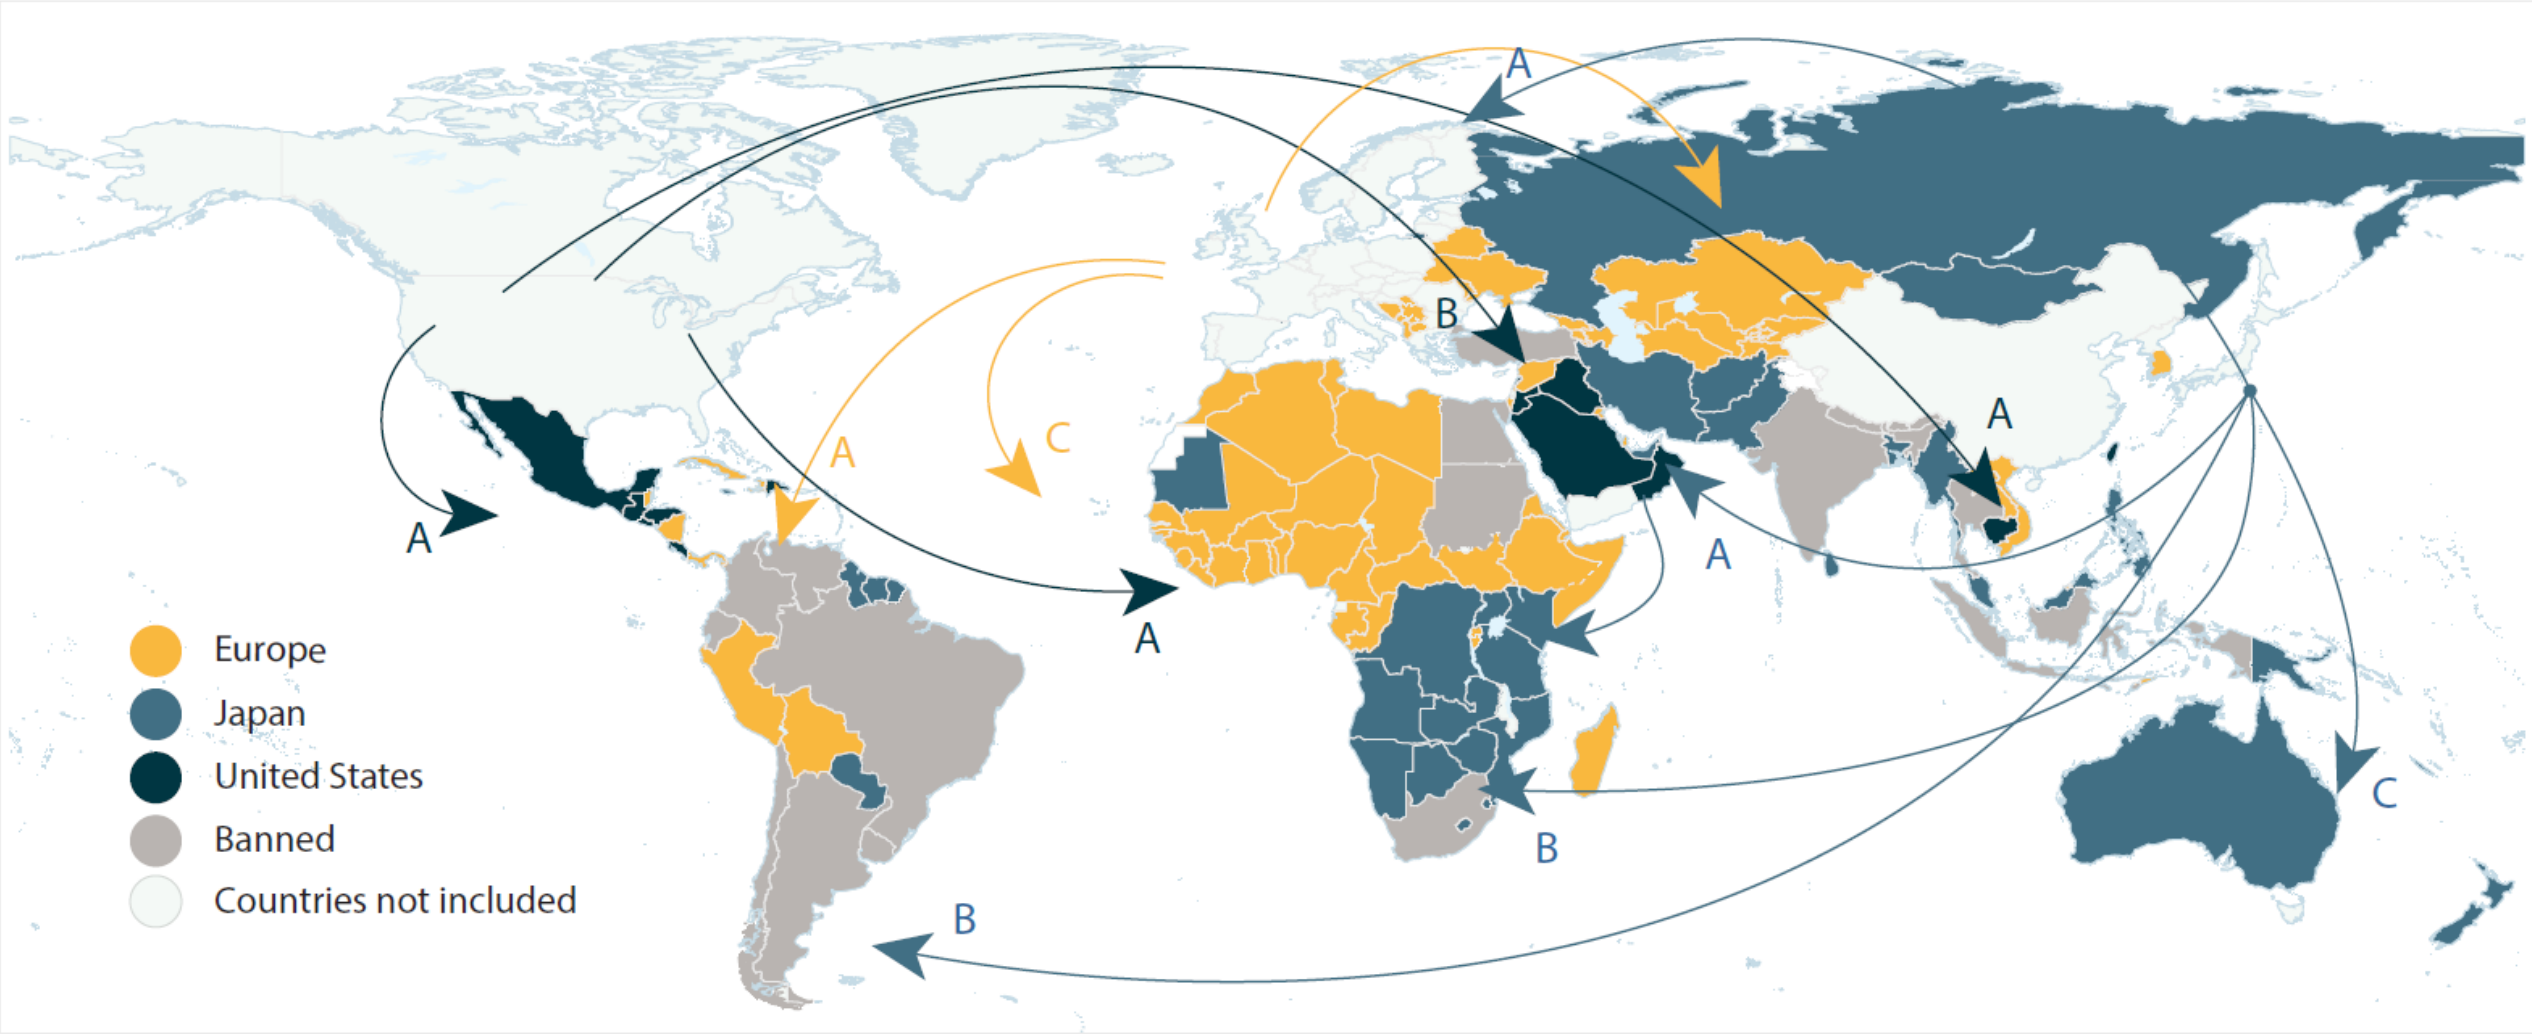 A
B
A
A
C
A
A
A
A
B
C
B
Europe
Japan
United States
Banned
Countries not included